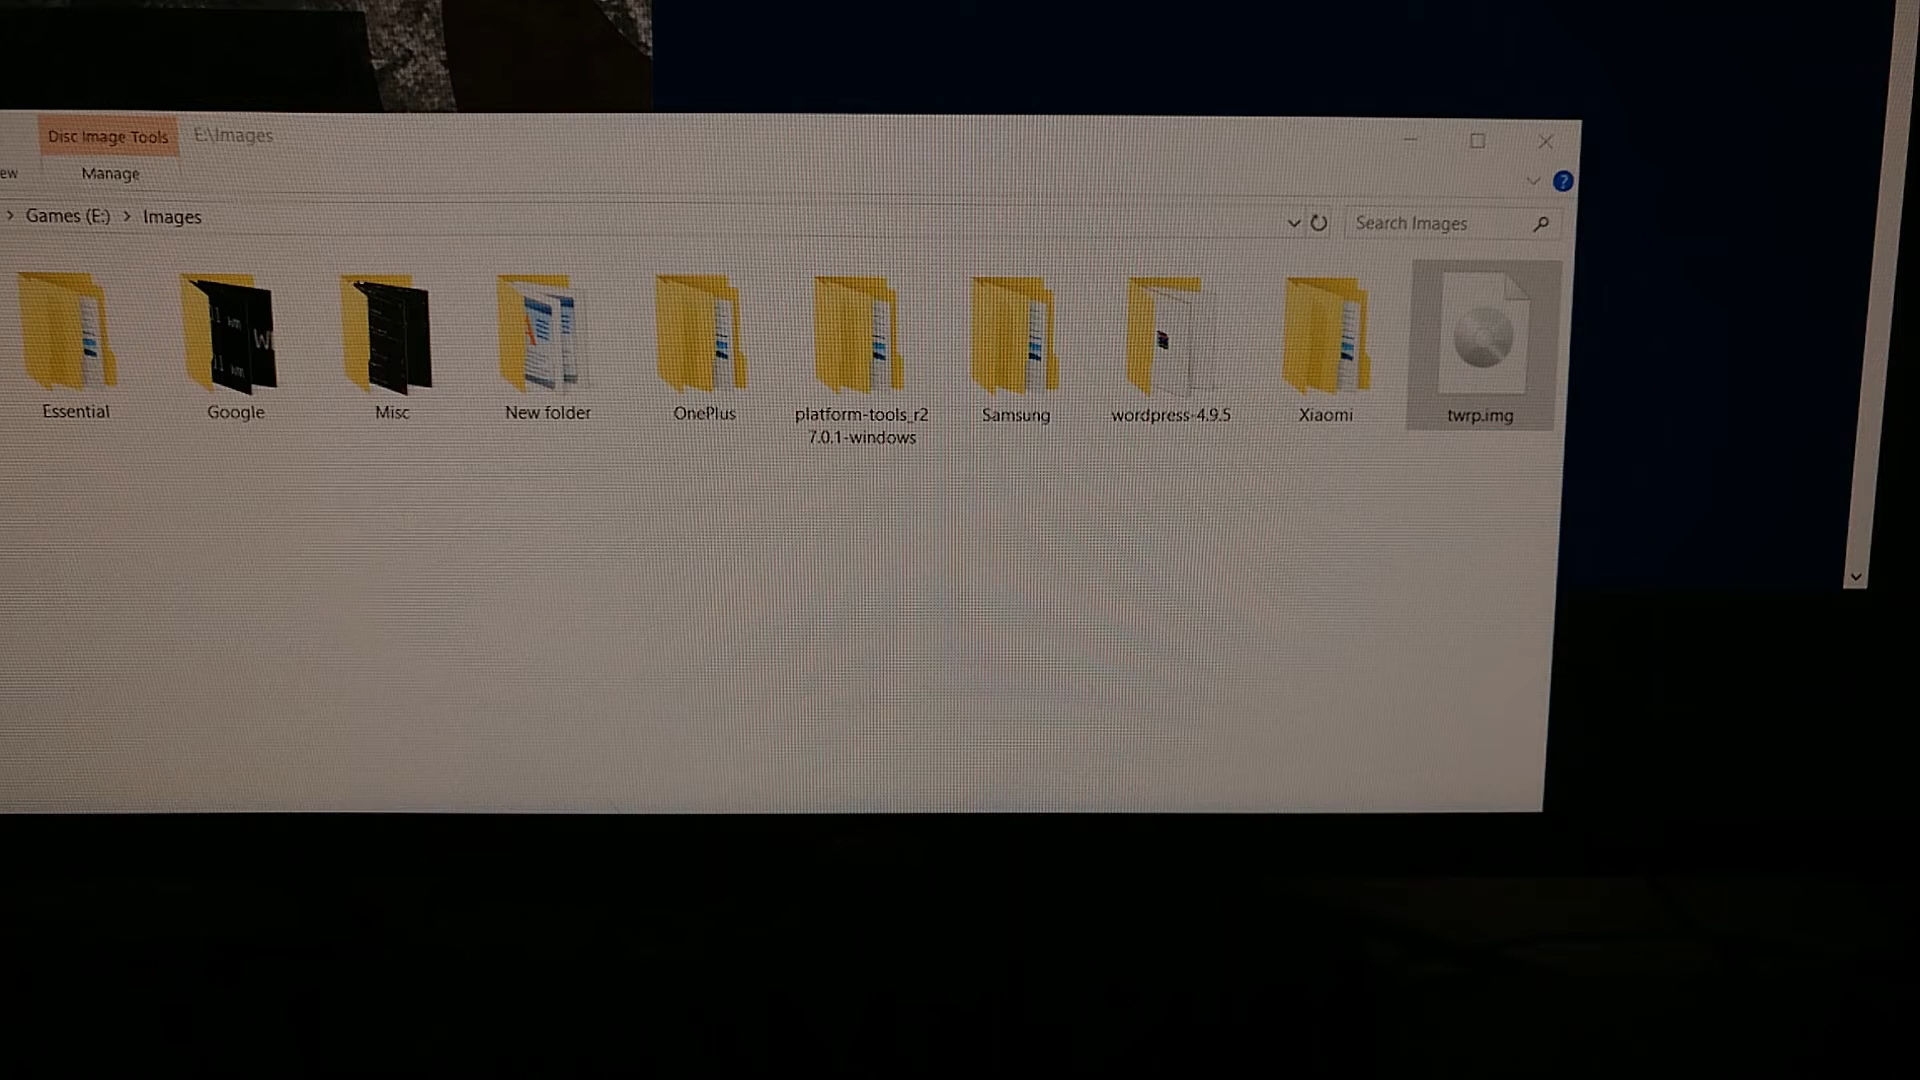 Disc Image Tools
E:\Images
ew
Manage
?
> Games (E:) > Images
Search Images
Essential
Google
Misc
New folder
OnePlus
platform-tools_r2
7.0.1-windows
Samsung
wordpress-4.9.5
Xiaomi
twrp.img